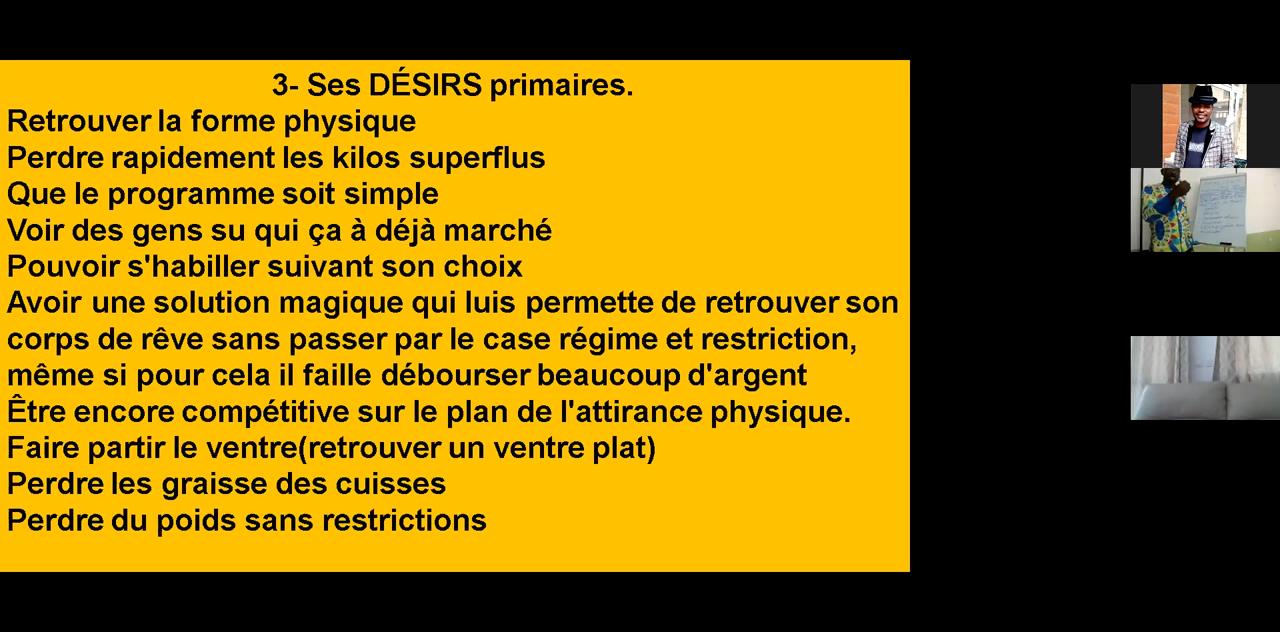 3- Ses DÉSIRS primaires.
Retrouver la forme physique
Perdre rapidement les kilos superflus
Que le programme soit simple
Voir des gens su qui ça à déjà marché
Pouvoir s'habiller suivant son choix
Avoir une solution magique qui luis permette de retrouver son
corps de rêve sans passer par le case régime et restriction,
même si pour cela il faille débourser beaucoup d'argent
Être encore compétitive sur le plan de l'attirance physique.
Faire partir le ventre(retrouver un ventre plat)
Perdre les graisse des cuisses
Perdre du poids sans restrictions